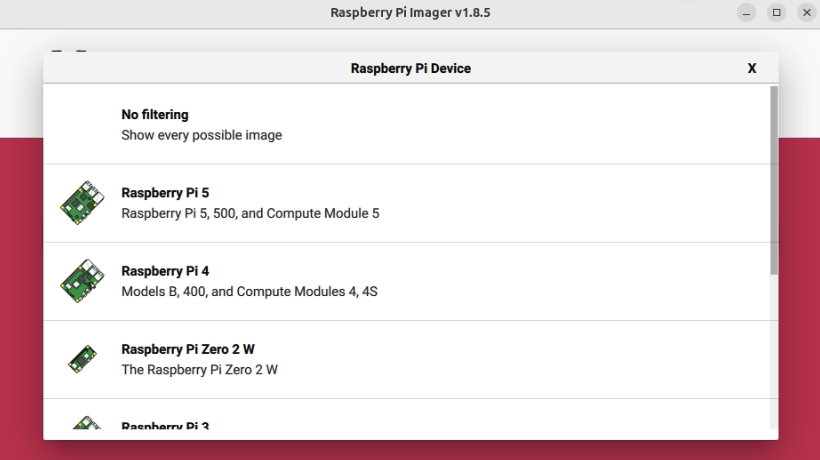 Raspberry Pi Imager v1.8.5
Raspberry Pi Device
X
No filtering
Show every possible image
Raspberry Pi 5
Raspberry Pi 5, 500, and Compute Module 5
Raspberry Pi 4
Models B, 400, and Compute Modules 4, 4S
Raspberry Pi Zero 2 W
The Raspberry Pi Zero 2 W
Raspberry Pi 3